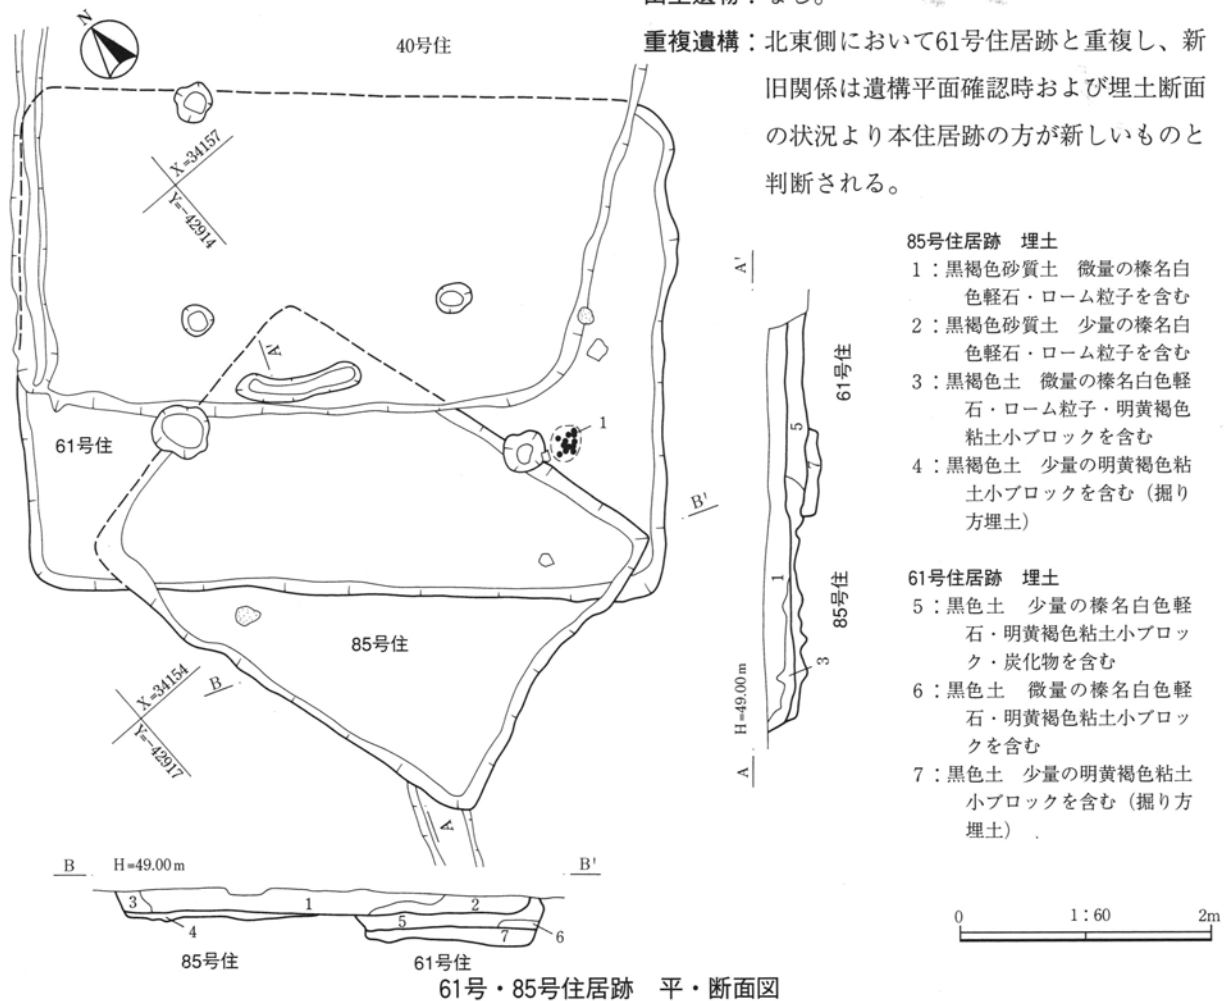 重複遺構：北東側において61号住居跡と重複し、新
旧関係は遺構平面確認時および埋土断面
の状況より本住居跡の方が新しいものと
判断される。
N
40号住
X=34157
Y=-42914
A'
61号住
1
B'
85号住
B
X=34154
Y=-42917
A
A'
61号住
5
7
1
85号住
3
H=49.00m
A
85号住居跡　埋土
1：黒褐色砂質土　微量の榛名白
色軽石・ローム粒子を含む
2：黒褐色砂質土　少量の榛名白
色軽石・ローム粒子を含む
3：黒褐色土　微量の榛名白色軽
石・ローム粒子・明黄褐色
粘土小ブロックを含む
4：黒褐色土　少量の明黄褐色粘
土小ブロックを含む（掘り
方埋土）
61号住居跡　埋土
5：黒色土　少量の榛名白色軽
石・明黄褐色粘土小ブロッ
ク・炭化物を含む
6：黒色土　微量の榛名白色軽
石・明黄褐色粘土小ブロッ
クを含む
7：黒色土　少量の明黄褐色粘土
小ブロックを含む（掘り方
埋土）
B H=49.00m B'
3 1 2
4 5 7 6
85号住 61号住
0 1：60 2m
61号・85号住居跡　平・断面図